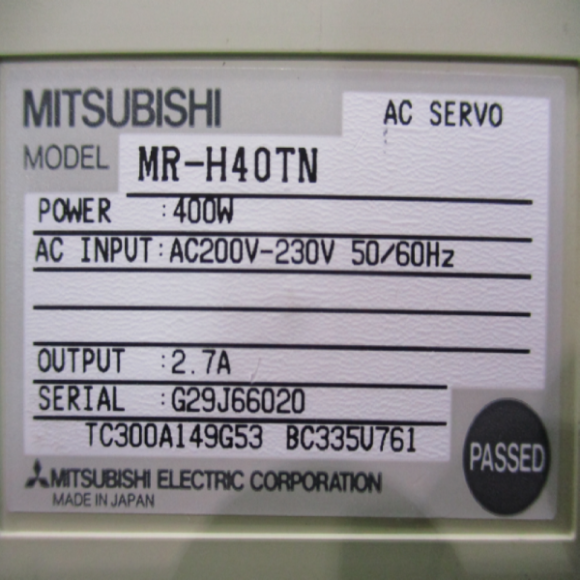 MITSUBISHI
AC SERVO
MODEL MR-H40TN
POWER :400W
AC INPUT:AC200V-230V 50/60Hz
OUTPUT :2.7A
SERIAL :G29J66020
TC300A149G53 BC335U761
PASSED
MITSUBISHI ELECTRIC CORPORATION
MADE IN JAPAN